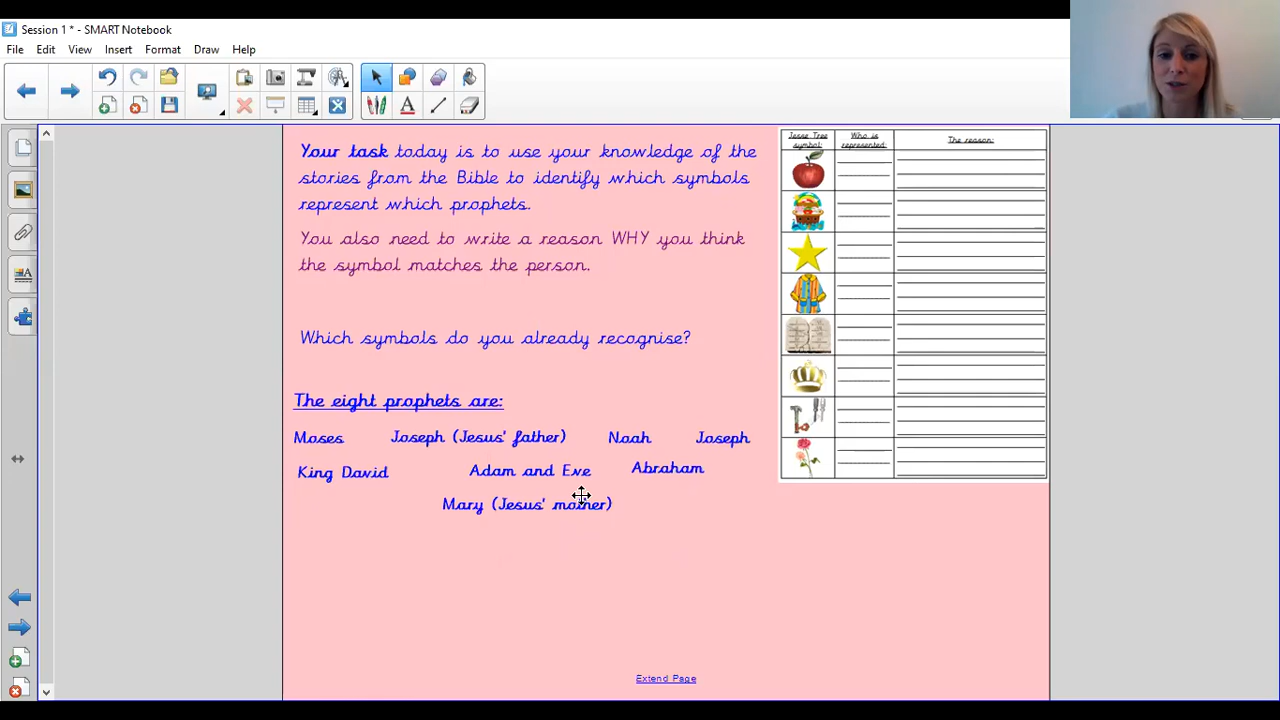 Session 1 * - SMART Notebook
File Edit View Insert Format Draw Help
Your task today is to use your knowledge of the
stories from the Bible to identify which symbols
represent which prophets.
You also need to write a reason WHY you think
the symbol matches the person.
Which symbols do you already recognise?
The eight prophets are:
Moses Joseph (Jesus' father) Noah Joseph
King David Adam and Eve Abraham
Mary (Jesus' mother)
Jesse Tree symbol: Who is represented: The reason:
Extend Page